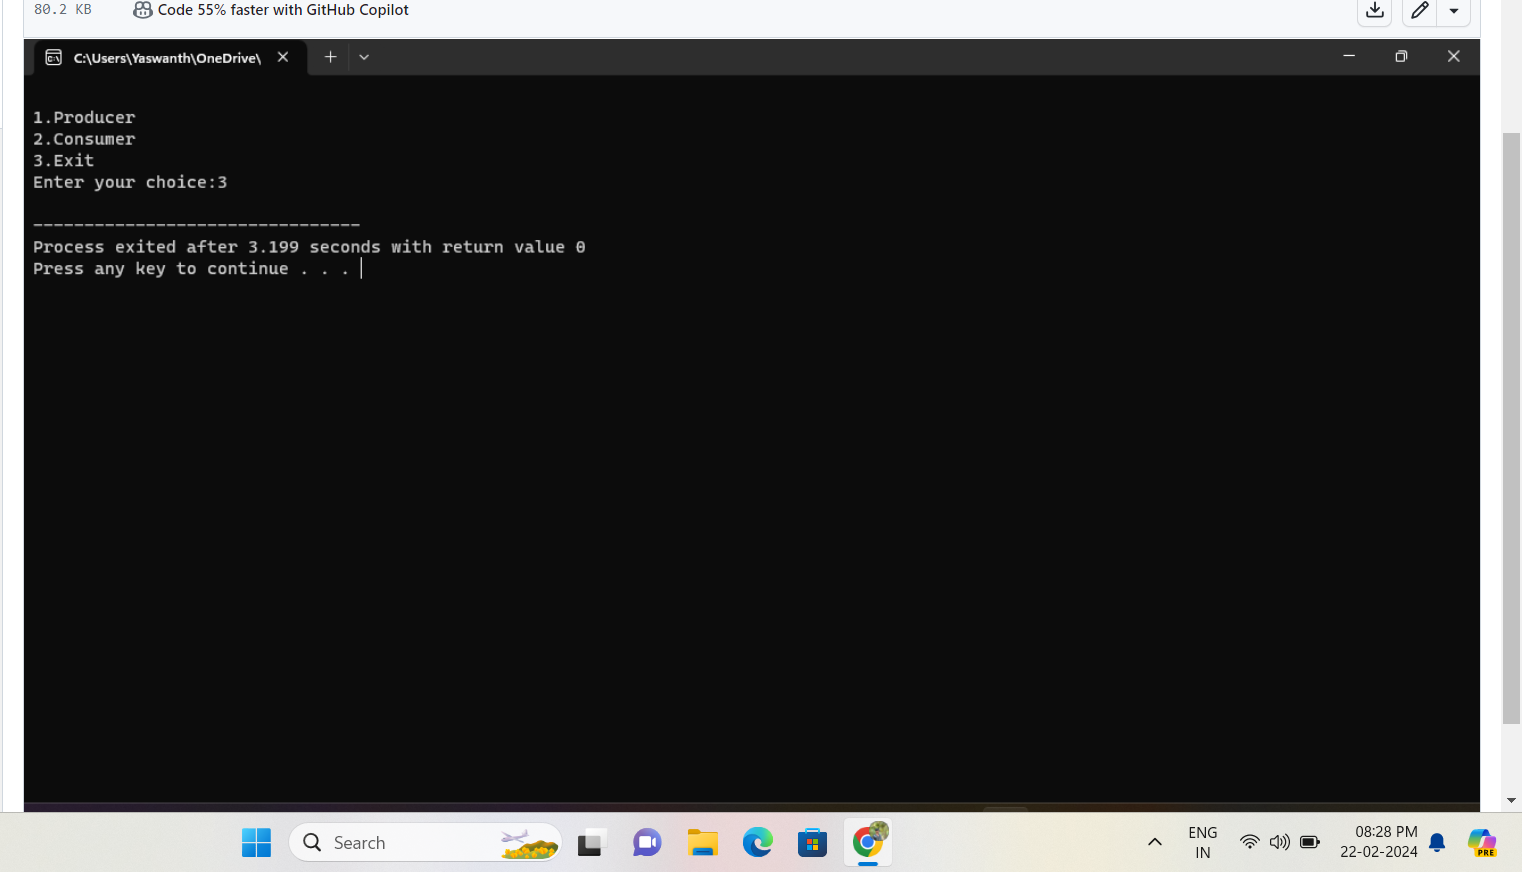 80.2 KB
Code 55% faster with GitHub Copilot
C:\Users\Yaswanth\OneDrive\
1.Producer
2.Consumer
3.Exit
Enter your choice:3
--------------------------------
Process exited after 3.199 seconds with return value 0
Press any key to continue . . .
Search
ENG
IN
08:28 PM
22-02-2024
PRE